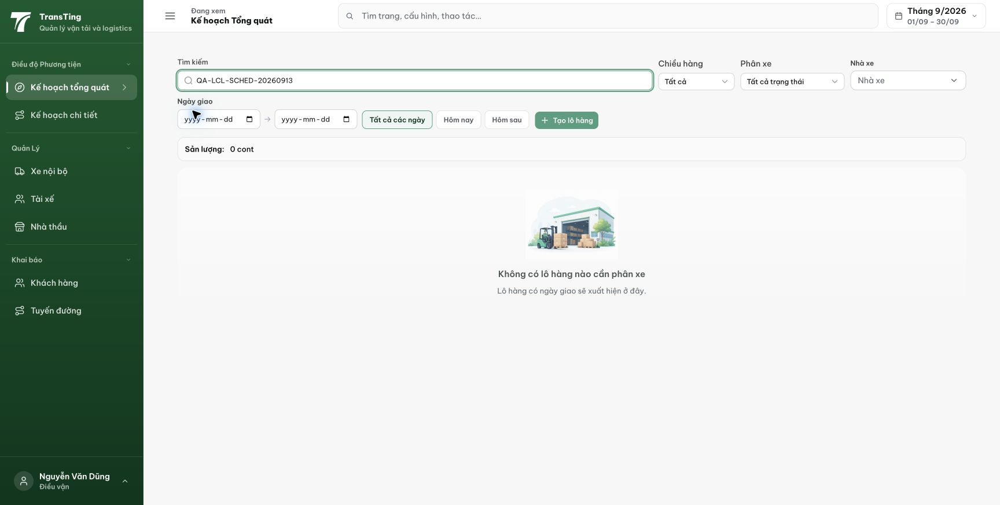 TransTing
Quản lý vận tải và logistics
Điều độ Phương tiện
Kế hoạch tổng quát
Kế hoạch chi tiết
Quản Lý
Xe nội bộ
Tài xế
Nhà thầu
Khai báo
Khách hàng
Tuyến đường
Nguyễn Văn Dũng
Điều vận
Đang xem
Kế hoạch Tổng quát
Tìm trang, cấu hình, thao tác...
Tháng 9/2026
01/09 – 30/09
Tìm kiếm
QA-LCL-SCHED-20260913
Chiều hàng
Tất cả
Phân xe
Tất cả trạng thái
Nhà xe
Nhà xe
Ngày giao
yyyy-mm-dd
yyyy-mm-dd
Tất cả các ngày
Hôm nay
Hôm sau
Tạo lô hàng
Sản lượng: 0 cont
Không có lô hàng nào cần phân xe
Lô hàng có ngày giao sẽ xuất hiện ở đây.